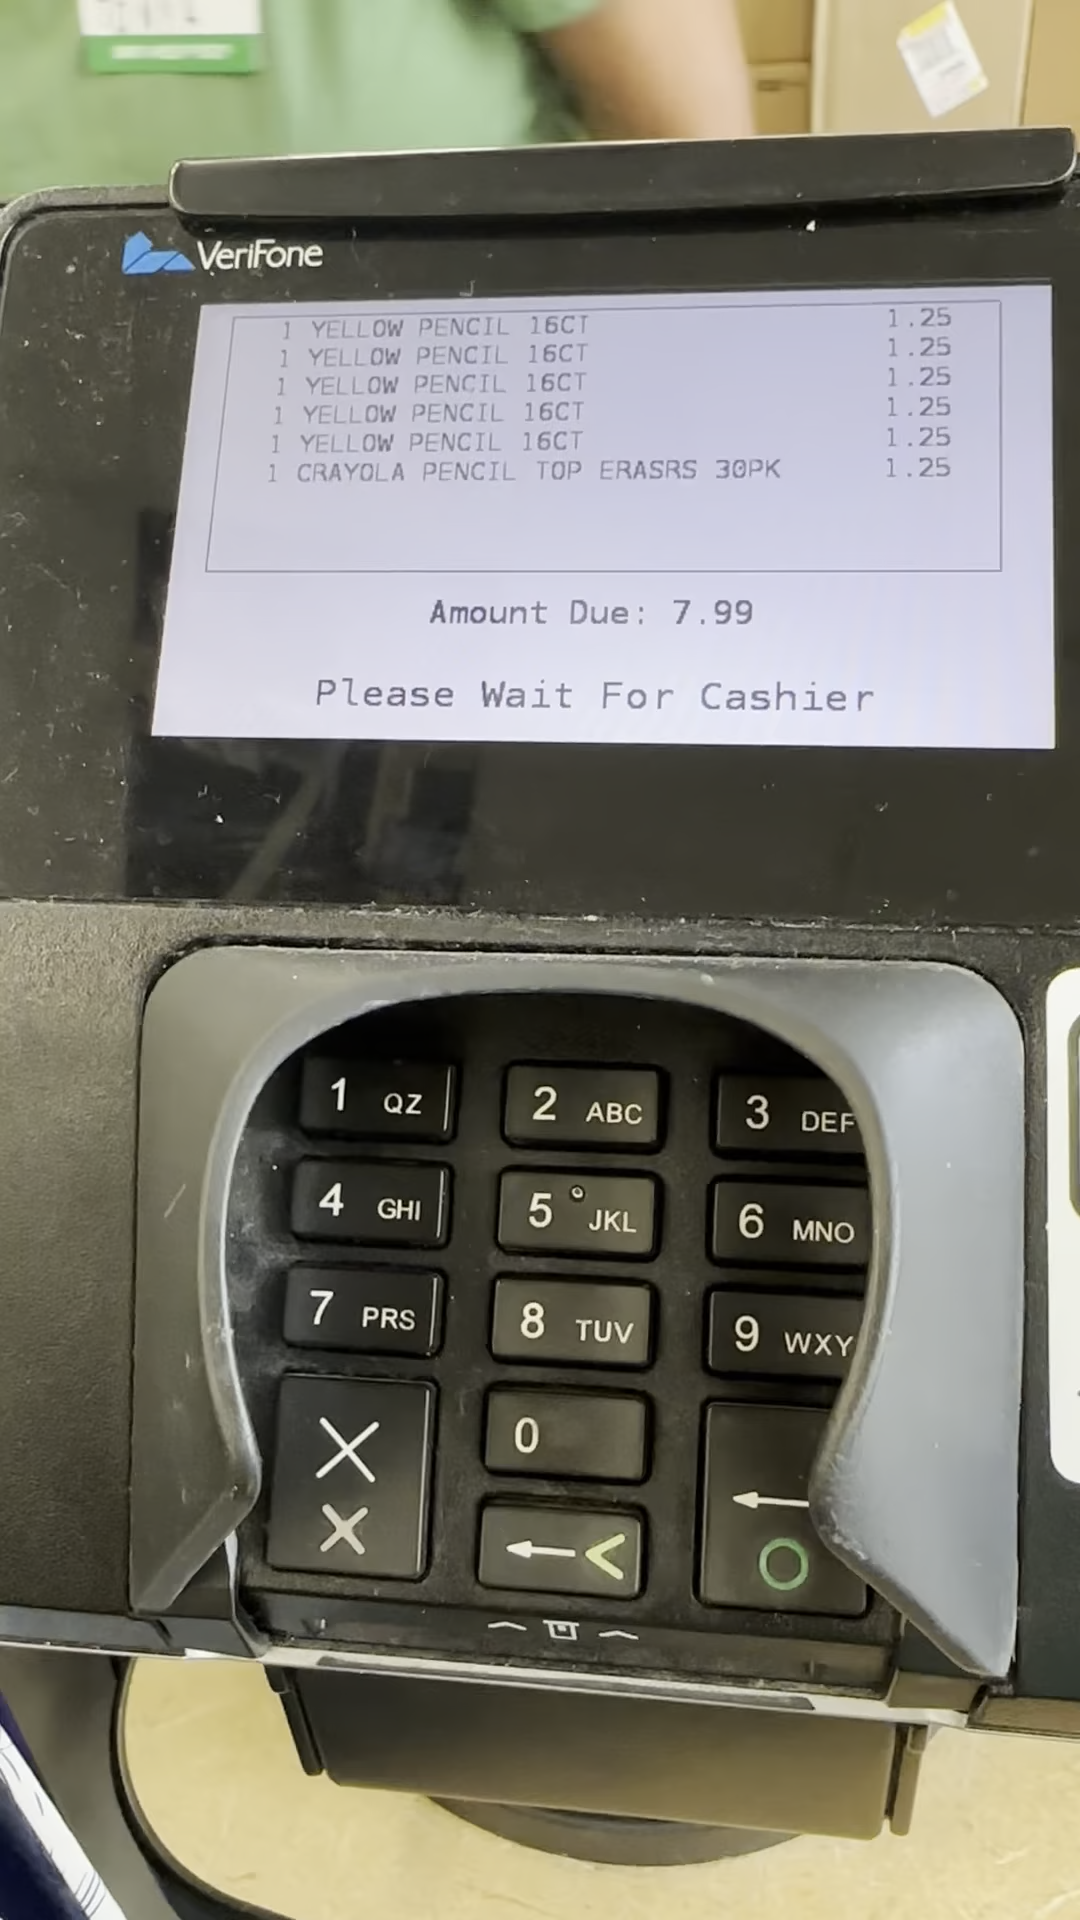 VeriFone
1 YELLOW PENCIL 16CT 1.25
1 YELLOW PENCIL 16CT 1.25
1 YELLOW PENCIL 16CT 1.25
1 YELLOW PENCIL 16CT 1.25
1 YELLOW PENCIL 16CT 1.25
1 CRAYOLA PENCIL TOP ERASRS 30PK 1.25
Amount Due: 7.99
Please Wait For Cashier
1 QZ 2 ABC 3 DEF
4 GHI 5 JKL 6 MNO
7 PRS 8 TUV 9 WXY
0